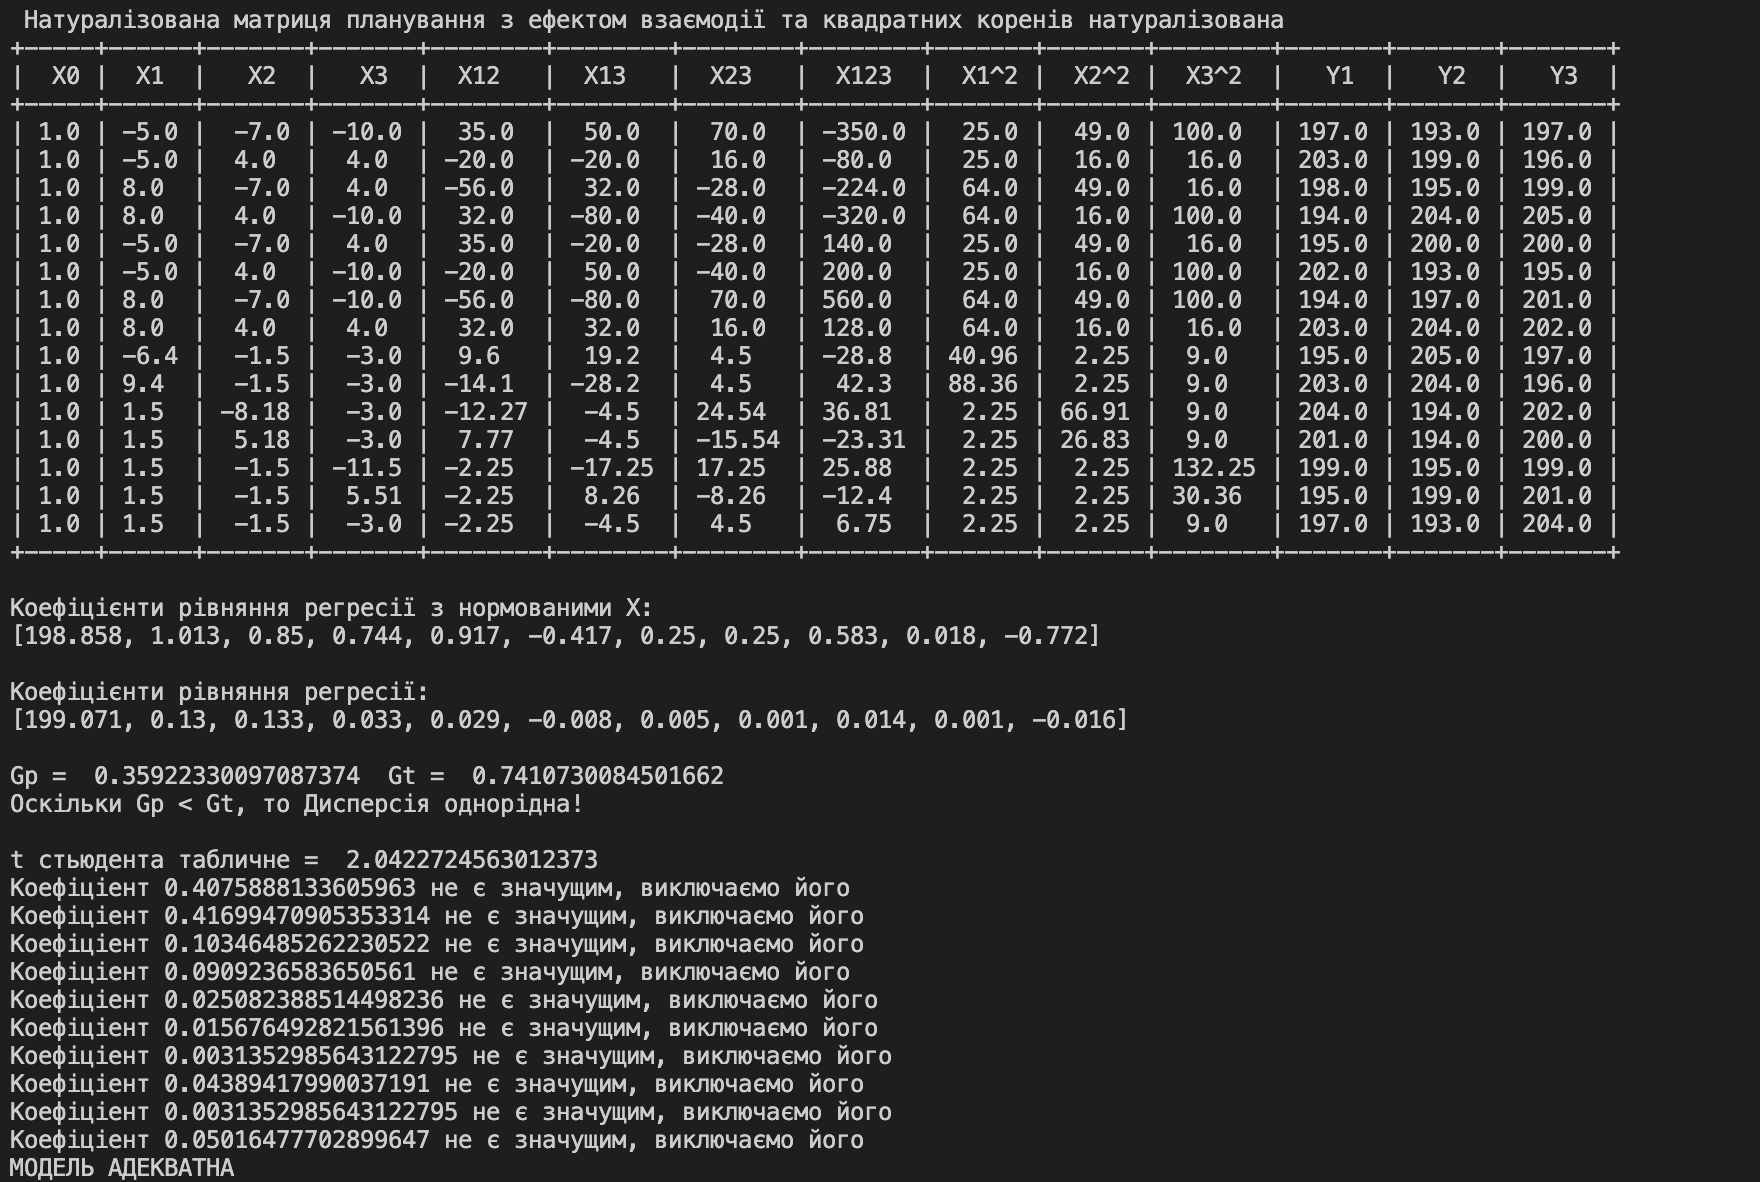 Натуралізована матриця планування з ефектом взаємодії та квадратних коренів натуралізована
+------+-------+--------+--------+---------+---------+---------+---------+--------+--------+---------+--------+--------+--------+
|  X0  |  X1   |   X2   |   X3   |   X12   |   X13   |   X23   |   X123  |  X1^2  |  X2^2  |   X3^2  |   Y1   |   Y2   |   Y3   |
+------+-------+--------+--------+---------+---------+---------+---------+--------+--------+---------+--------+--------+--------+
| 1.0 | -5.0 | -7.0 | -10.0 | 35.0 | 50.0 | 70.0 | -350.0 | 25.0 | 49.0 | 100.0 | 197.0 | 193.0 | 197.0 |
| 1.0 | -5.0 | 4.0 | 4.0 | -20.0 | -20.0 | 16.0 | -80.0 | 25.0 | 16.0 | 16.0 | 203.0 | 199.0 | 196.0 |
| 1.0 | 8.0 | -7.0 | 4.0 | -56.0 | 32.0 | -28.0 | -224.0 | 64.0 | 49.0 | 16.0 | 198.0 | 195.0 | 199.0 |
| 1.0 | 8.0 | 4.0 | -10.0 | 32.0 | -80.0 | -40.0 | -320.0 | 64.0 | 16.0 | 100.0 | 194.0 | 204.0 | 205.0 |
| 1.0 | -5.0 | -7.0 | 4.0 | 35.0 | -20.0 | -28.0 | 140.0 | 25.0 | 49.0 | 16.0 | 195.0 | 200.0 | 200.0 |
| 1.0 | -5.0 | 4.0 | -10.0 | -20.0 | 50.0 | -40.0 | 200.0 | 25.0 | 16.0 | 100.0 | 202.0 | 193.0 | 195.0 |
| 1.0 | 8.0 | -7.0 | -10.0 | -56.0 | -80.0 | 70.0 | 560.0 | 64.0 | 49.0 | 100.0 | 194.0 | 197.0 | 201.0 |
| 1.0 | 8.0 | 4.0 | 4.0 | 32.0 | 32.0 | 16.0 | 128.0 | 64.0 | 16.0 | 16.0 | 203.0 | 204.0 | 202.0 |
| 1.0 | -6.4 | -1.5 | -3.0 | 9.6 | 19.2 | 4.5 | -28.8 | 40.96 | 2.25 | 9.0 | 195.0 | 205.0 | 197.0 |
| 1.0 | 9.4 | -1.5 | -3.0 | -14.1 | -28.2 | 4.5 | 42.3 | 88.36 | 2.25 | 9.0 | 203.0 | 204.0 | 196.0 |
| 1.0 | 1.5 | -8.18 | -3.0 | -12.27 | -4.5 | 24.54 | 36.81 | 2.25 | 66.91 | 9.0 | 204.0 | 194.0 | 202.0 |
| 1.0 | 1.5 | 5.18 | -3.0 | 7.77 | -4.5 | -15.54 | -23.31 | 2.25 | 26.83 | 9.0 | 201.0 | 194.0 | 200.0 |
| 1.0 | 1.5 | -1.5 | -11.5 | -2.25 | -17.25 | 17.25 | 25.88 | 2.25 | 2.25 | 132.25 | 199.0 | 195.0 | 199.0 |
| 1.0 | 1.5 | -1.5 | 5.51 | -2.25 | 8.26 | -8.26 | -12.4 | 2.25 | 2.25 | 30.36 | 195.0 | 199.0 | 201.0 |
| 1.0 | 1.5 | -1.5 | -3.0 | -2.25 | -4.5 | 4.5 | 6.75 | 2.25 | 2.25 | 9.0 | 197.0 | 193.0 | 204.0 |
+------+-------+--------+--------+---------+---------+---------+---------+--------+--------+---------+--------+--------+--------+
Коефіцієнти рівняння регресії з нормованими X:
[198.858, 1.013, 0.85, 0.744, 0.917, -0.417, 0.25, 0.25, 0.583, 0.018, -0.772]
Коефіцієнти рівняння регресії:
[199.071, 0.13, 0.133, 0.033, 0.029, -0.008, 0.005, 0.001, 0.014, 0.001, -0.016]
Gp =  0.35922330097087374  Gt =  0.7410730084501662
Оскільки Gp < Gt, то Дисперсія однорідна!
t стьюдента табличне =  2.0422724563012373
Коефіціент 0.4075888133605963 не є значущим, виключаємо його
Коефіціент 0.41699470905353314 не є значущим, виключаємо його
Коефіціент 0.10346485262230522 не є значущим, виключаємо його
Коефіціент 0.0909236583650561 не є значущим, виключаємо його
Коефіціент 0.025082388514498236 не є значущим, виключаємо його
Коефіціент 0.015676492821561396 не є значущим, виключаємо його
Коефіціент 0.0031352985643122795 не є значущим, виключаємо його
Коефіціент 0.04389417990037191 не є значущим, виключаємо його
Коефіціент 0.0031352985643122795 не є значущим, виключаємо його
Коефіціент 0.05016477702899647 не є значущим, виключаємо його
МОДЕЛЬ АДЕКВАТНА